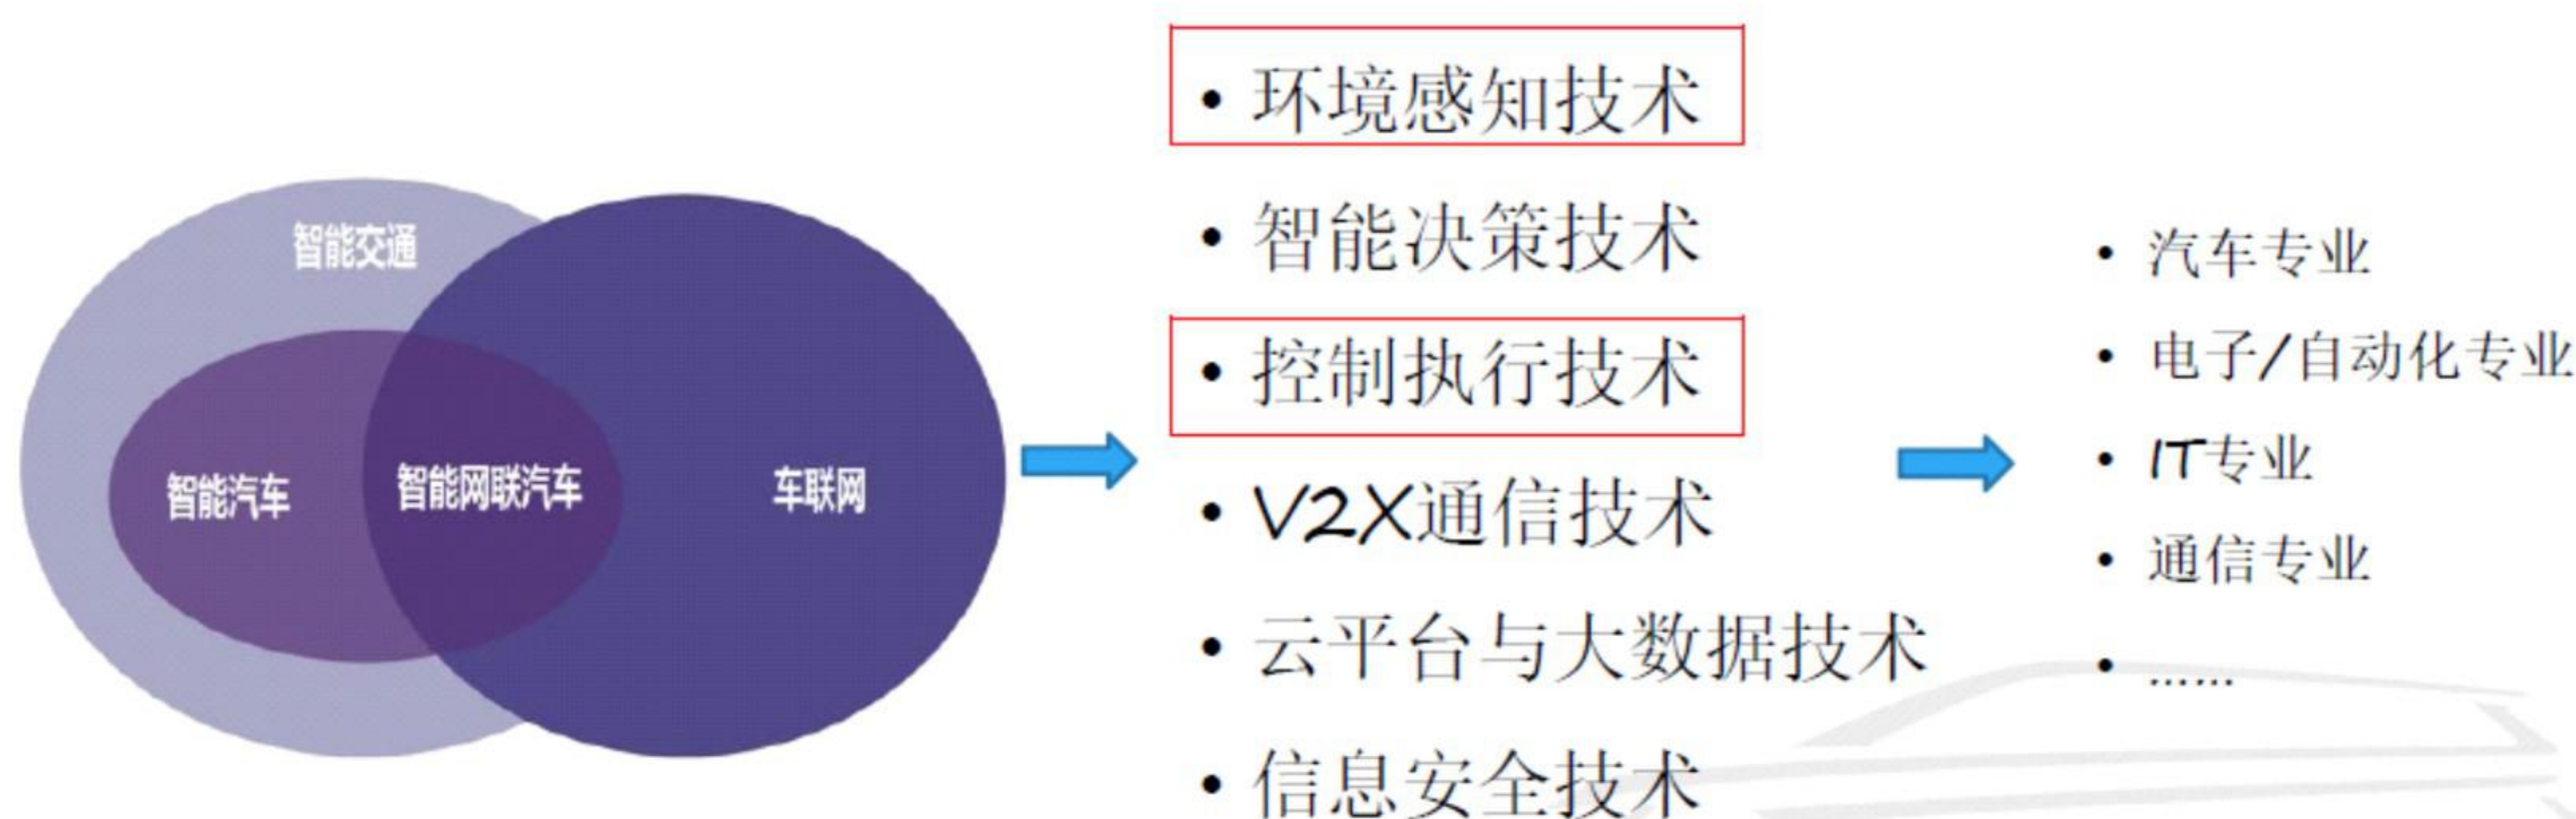 智能交通
智能汽车
智能网联汽车
车联网
• 环境感知技术
• 智能决策技术
• 控制执行技术
• V2X通信技术
• 云平台与大数据技术
• 信息安全技术
• 汽车专业
• 电子/自动化专业
• IT专业
• 通信专业
• ……